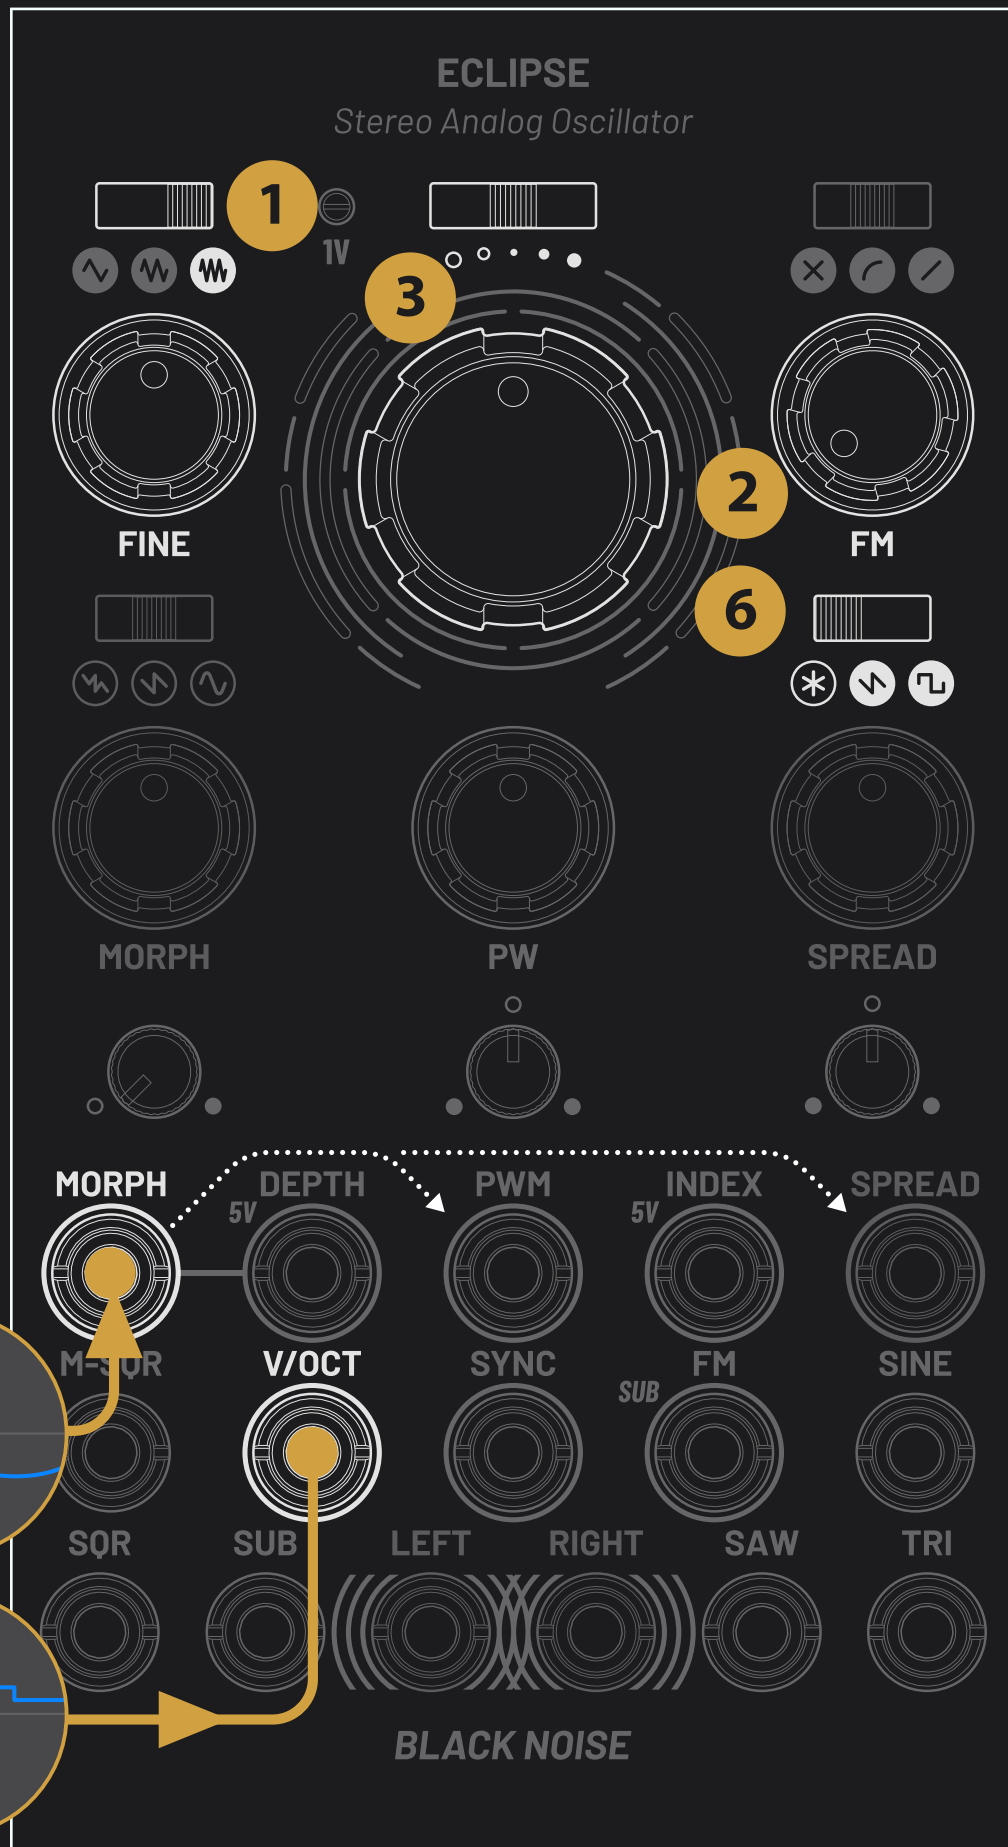 ECLIPSE
Stereo Analog Oscillator
1
1V
3
2
FINE
FM
6
MORPH
PW
SPREAD
MORPH
DEPTH
PWM
INDEX
SPREAD
5V
5V
M-SQR
V/OCT
SYNC
FM
SINE
SUB
SQR
SUB
LEFT
RIGHT
SAW
TRI
BLACK NOISE